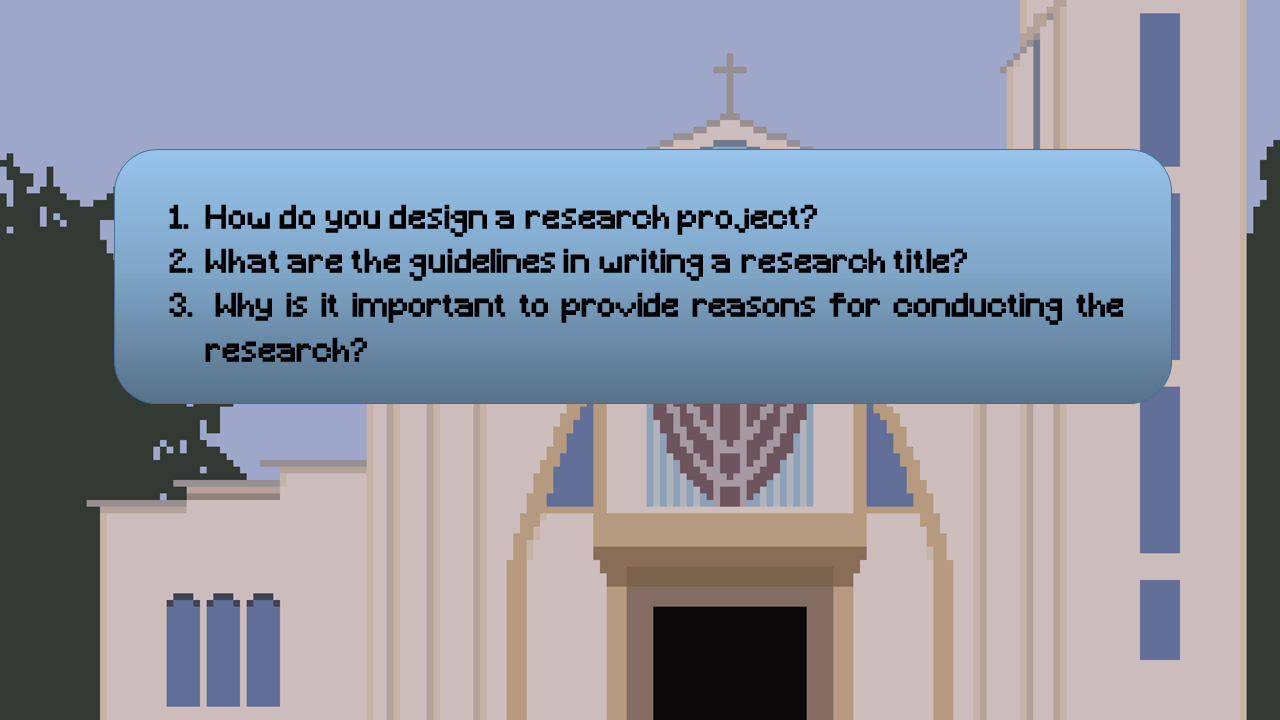 1. How do you design a research project?
2. What are the guidelines in writing a research title?
3. Why is it important to provide reasons for conducting the
research?